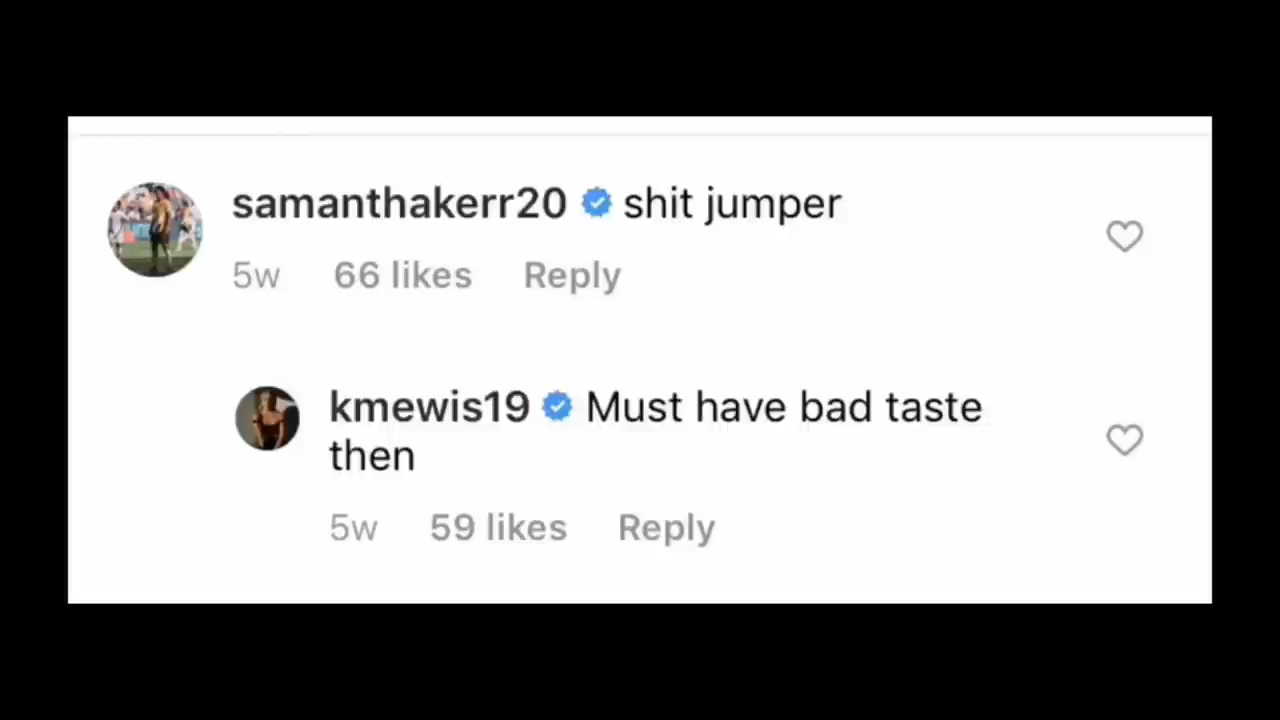 samanthakerr20 shit jumper
5w 66 likes Reply
kmewis19 Must have bad taste
then
5w 59 likes Reply